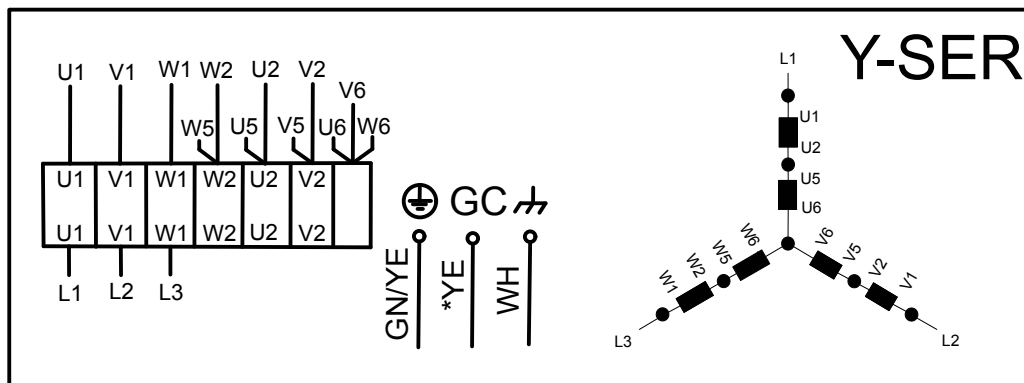 Y-SER
U1 V1 W1 W2 U2 V2
V6
W5 U5 V5 U6 W6
U1 V1 W1 W2 U2 V2
U1 V1 W1 W2 U2 V2
L1 L2 L3
GC
GN/YE
*YE
WH
L1
U1
U2
U5
U6
W6
W5
W2
W1
L3
V6
V5
V2
V1
L2